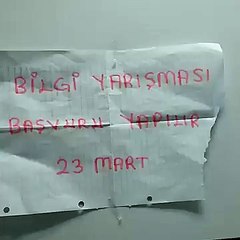 BİLGİ YARIŞMASI
BAŞVURU YAPILIR
23 MART